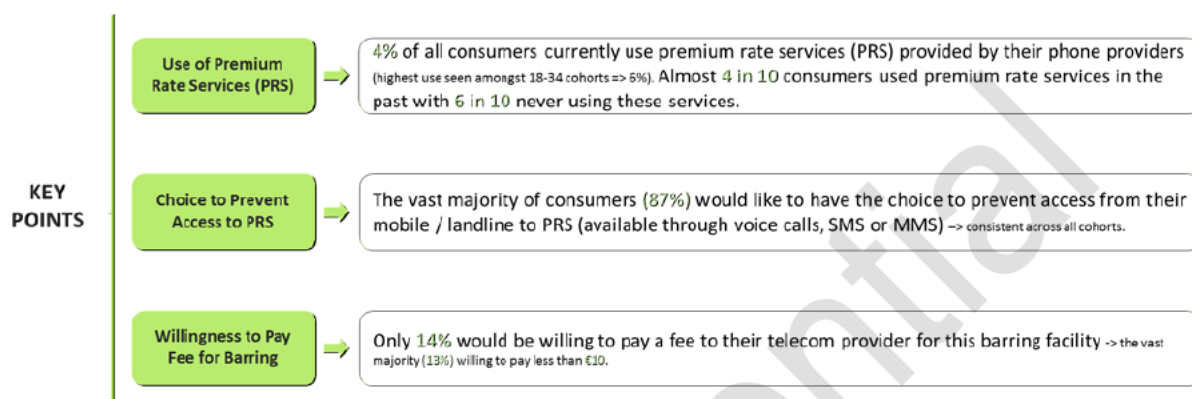 Use of Premium
Rate Services (PRS)
4% of all consumers currently use premium rate services (PRS) provided by their phone providers
(highest use seen amongst 18-34 cohorts => 6%). Almost 4 in 10 consumers used premium rate services in the
past with 6 in 10 never using these services.
KEY
POINTS
Choice to Prevent
Access to PRS
The vast majority of consumers (87%) would like to have the choice to prevent access from their
mobile / landline to PRS (available through voice calls, SMS or MMS) –> consistent across all cohorts.
Willingness to Pay
Fee for Barring
Only 14% would be willing to pay a fee to their telecom provider for this barring facility -> the vast
majority (13%) willing to pay less than €10.
ential